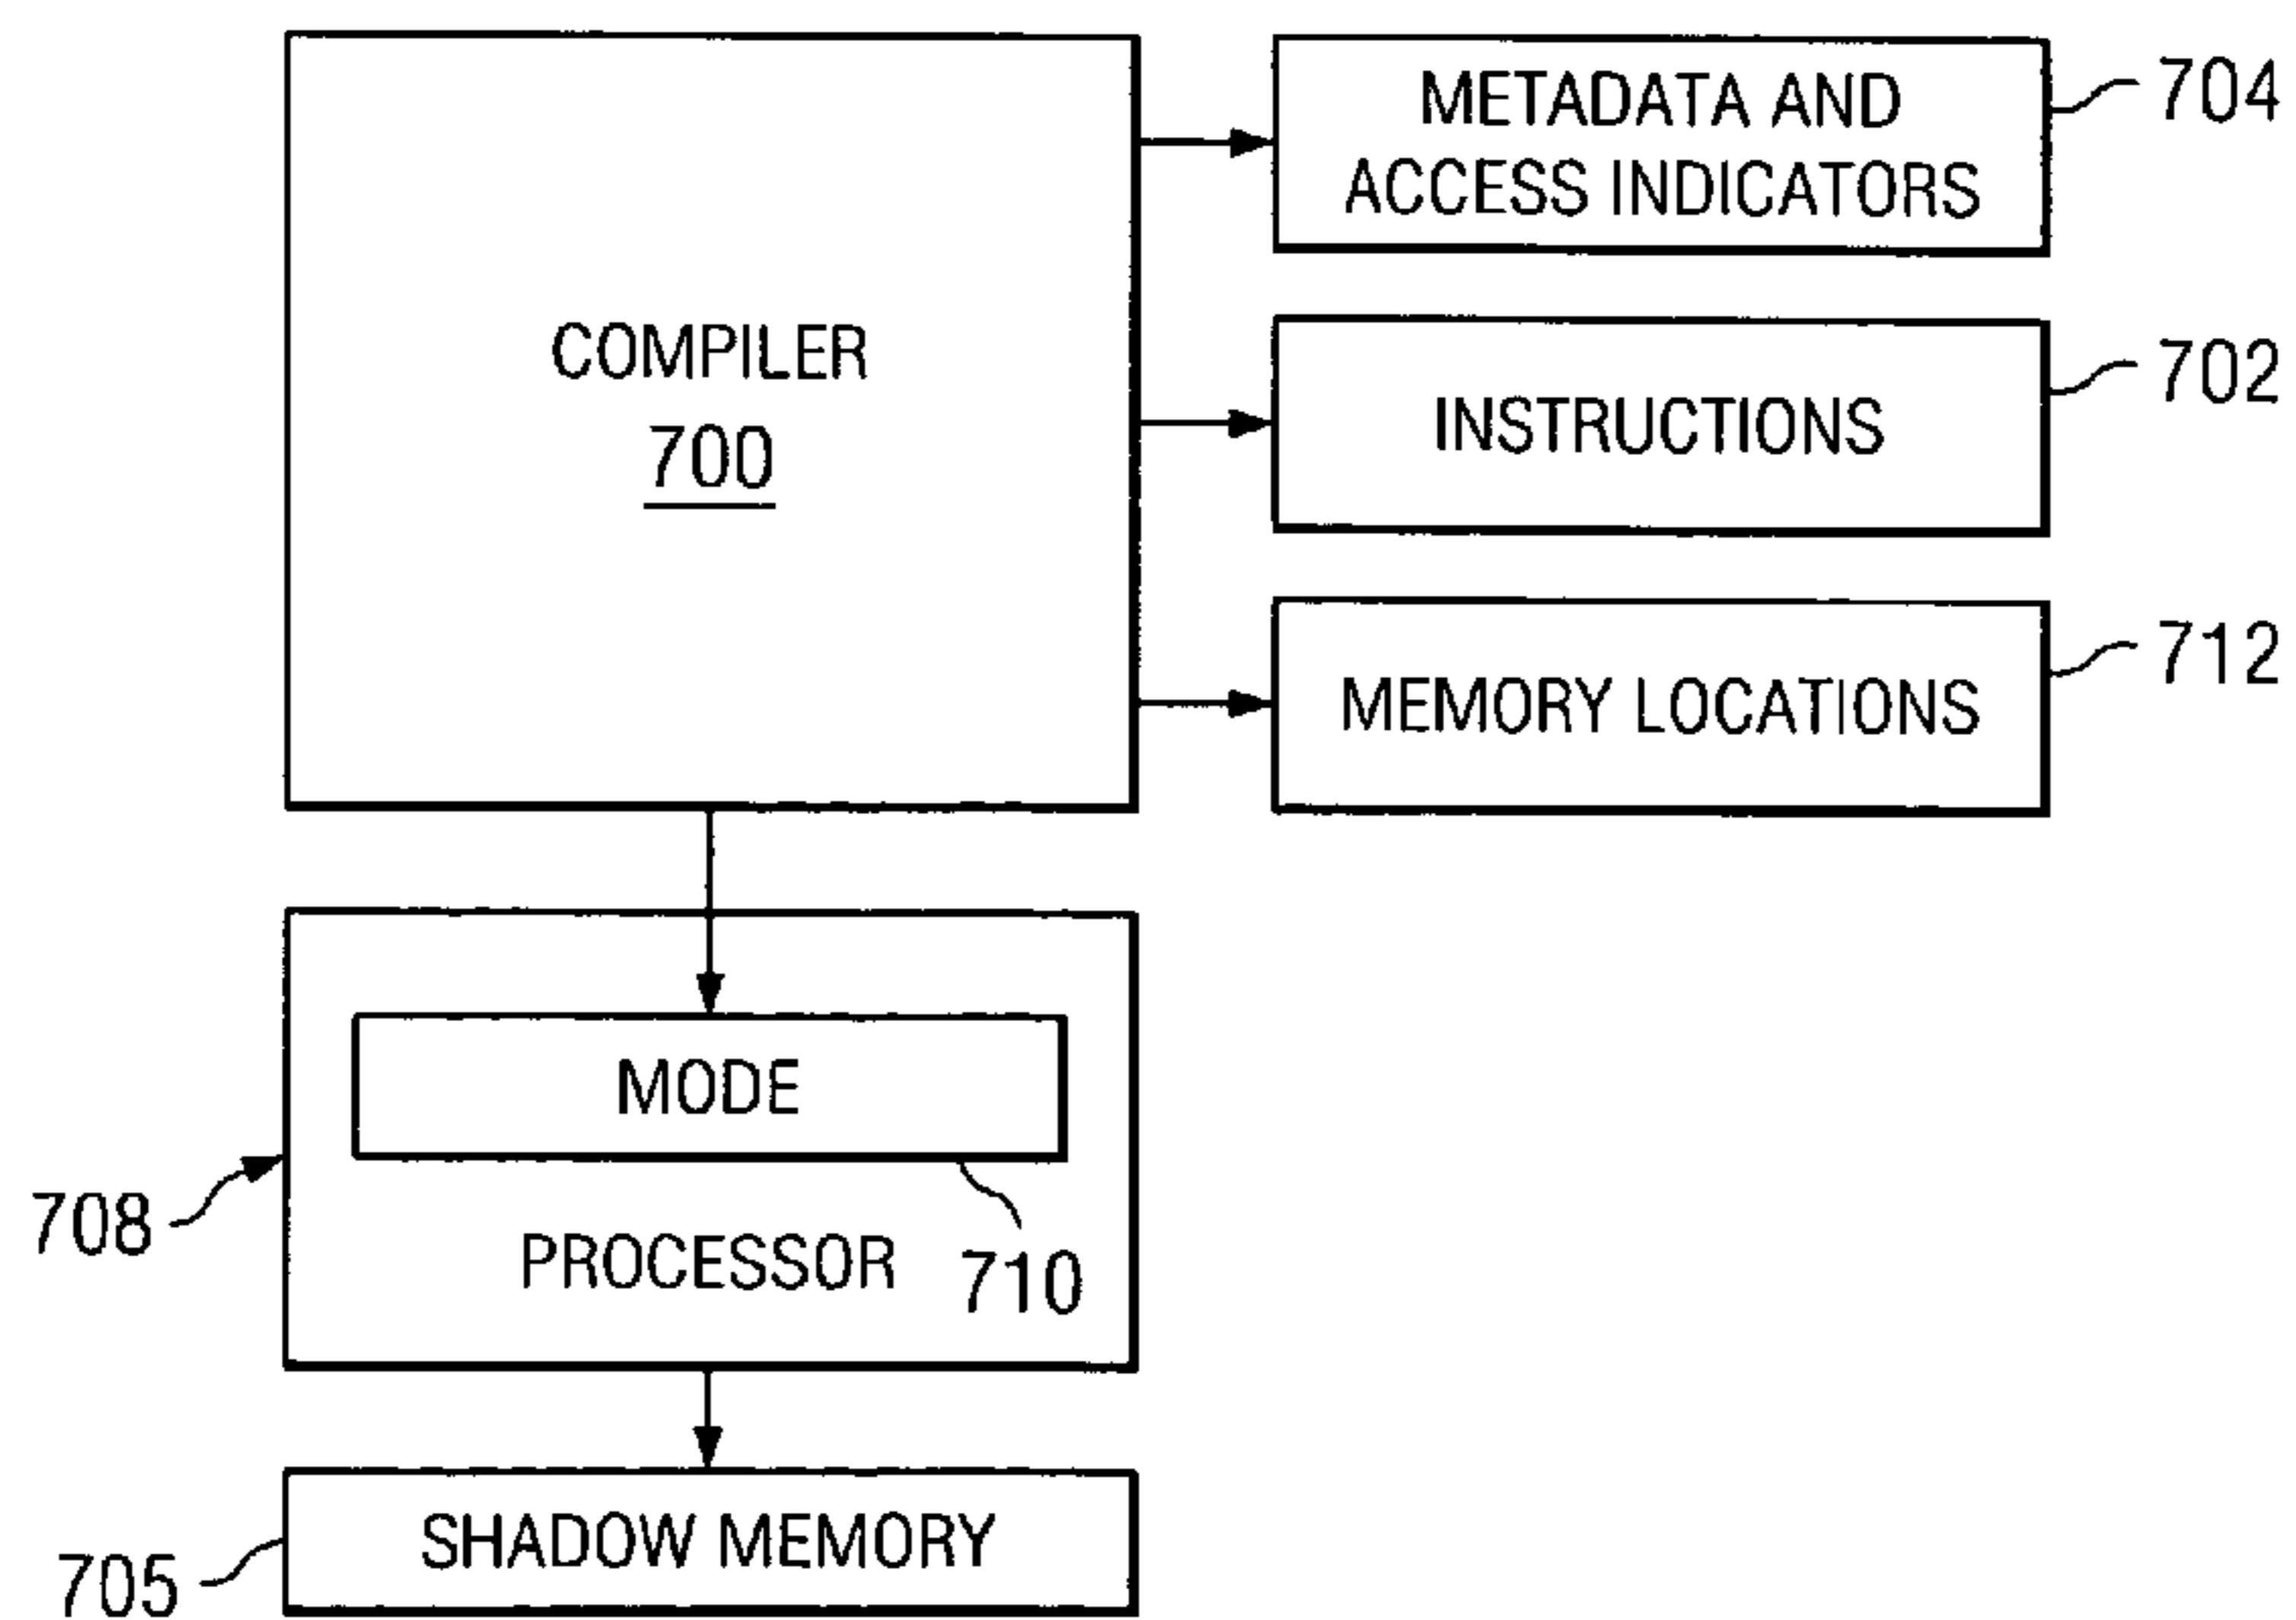 COMPILER
700
METADATA AND
ACCESS INDICATORS
704
INSTRUCTIONS
702
MEMORY LOCATIONS
712
MODE
710
PROCESSOR
708
SHADOW MEMORY
705